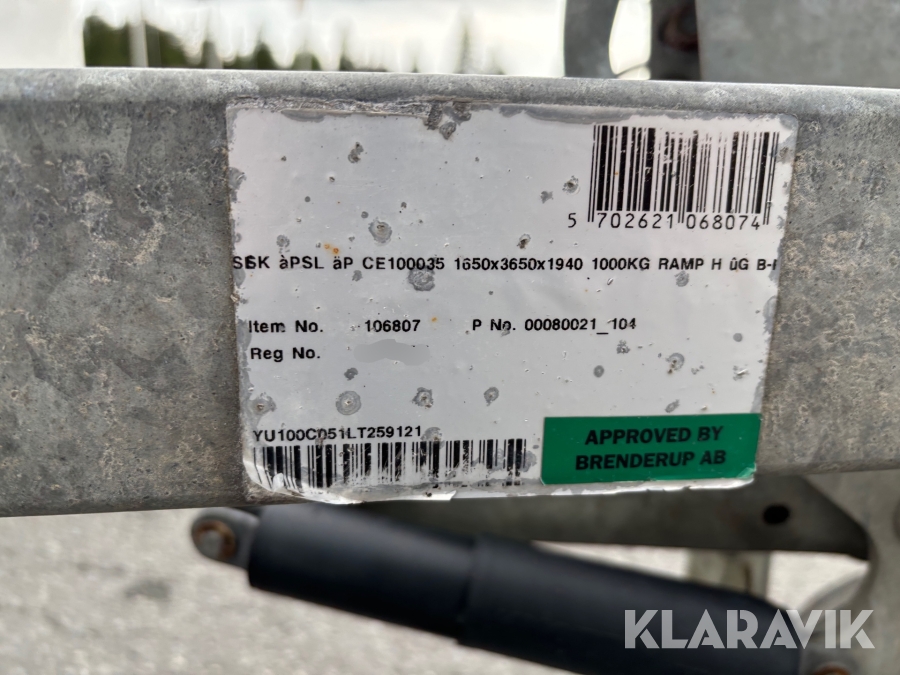 5 702621 068074
SEK àPSL äP CE100035 1650x3650x1940 1000KG RAMP H ûG B-
Item No. 106807 P No. 00080021_104
Reg No.
YU100C051LT259121
APPROVED BY
BRENDERUP AB
KLARAVIK